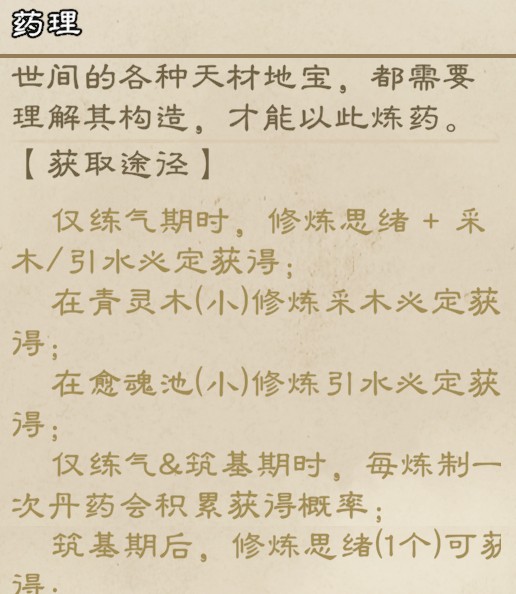 药理
世间的各种天材地宝，都需要
理解其构造，才能以此炼药。
【获取途径】
仅练气期时，修炼思绪+采
木/引水必定获得；
在青灵木(小)修炼采木必定获
得；
在愈魂池(小)修炼引水必定获
得；
仅练气&筑基期时，每炼制一
次丹药会积累获得概率；
筑基期后，修炼思绪(1个)可获
得；